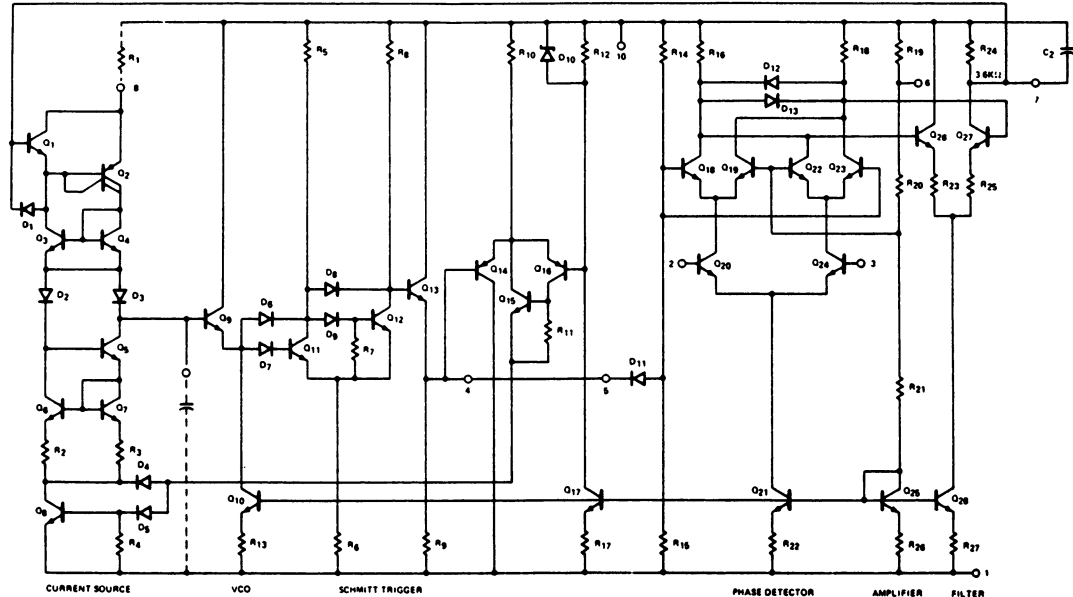 R1
8
Q1
Q2
D1
Q3
Q4
D2
D3
Q5
Q6
Q7
R2
R3
D4
Q8
D5
R4
CURRENT SOURCE
Q9
D6
D7
Q11
R5
R8
D8
D9
Q12
R7
Q13
Q10
R13
R6
R9
VCO
SCHMITT TRIGGER
R10
D10
R12
10
Q14
Q16
Q15
R11
4
5
D11
Q17
R17
R14
R15
R16
D12
D13
R18
Q18
Q19
Q22
Q23
2
Q20
Q24
3
Q21
R22
PHASE DETECTOR
R19
6
R20
R21
Q25
R26
AMPLIFIER
Q26
Q27
R24
3.6KΩ
7
C2
R23
R25
Q28
R27
1
FILTER